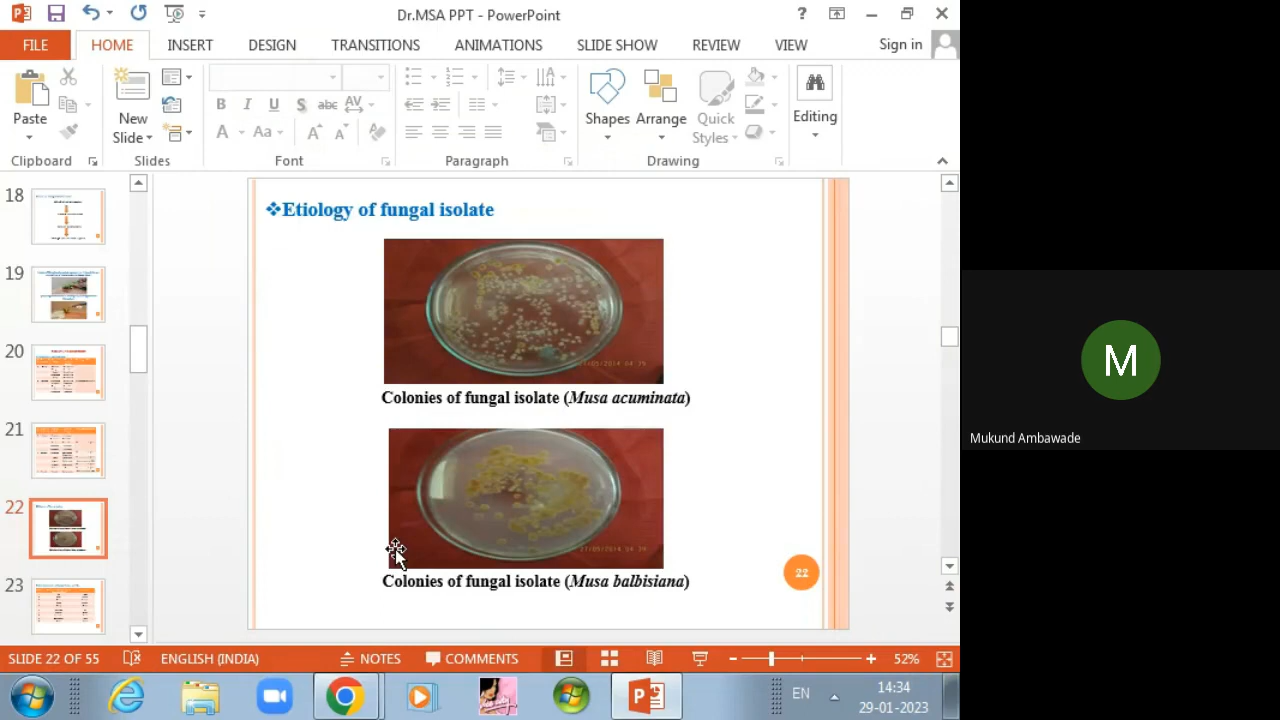 Dr.MSA PPT - PowerPoint
?
FILE
HOME
INSERT
DESIGN
TRANSITIONS
ANIMATIONS
SLIDE SHOW
REVIEW
VIEW
Sign in
Paste
New
Slide
B I U S abc AV
A Aa A A
Shapes
Arrange
Quick
Styles
Editing
Clipboard
Slides
Font
Paragraph
Drawing
18
19
20
21
22
23
❖Etiology of fungal isolate
Colonies of fungal isolate (Musa acuminata)
Colonies of fungal isolate (Musa balbisiana)
22
M
Mukund Ambawade
SLIDE 22 OF 55
ENGLISH (INDIA)
NOTES
COMMENTS
52%
EN
14:34
29-01-2023